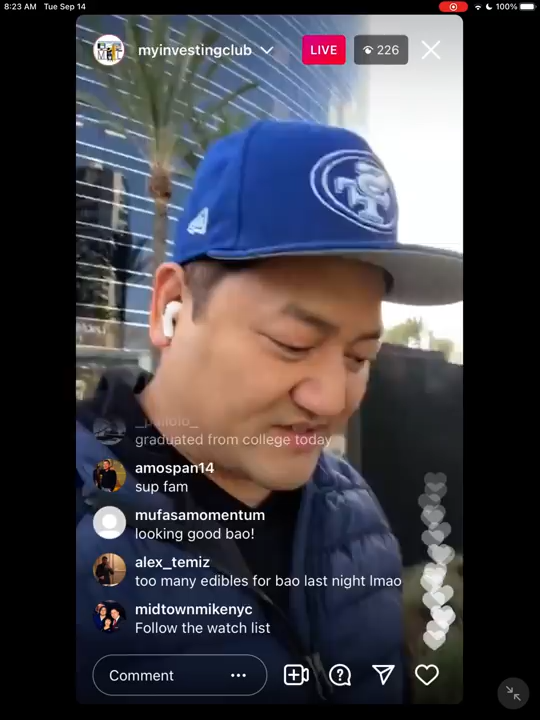 8:23 AM Tue Sep 14
100%
myinvestingclub
LIVE
226
SF
graduated from college today
amospan14
sup fam
mufasamomentum
looking good bao!
alex_temiz
too many edibles for bao last night lmao
midtownmikenyc
Follow the watch list
Comment